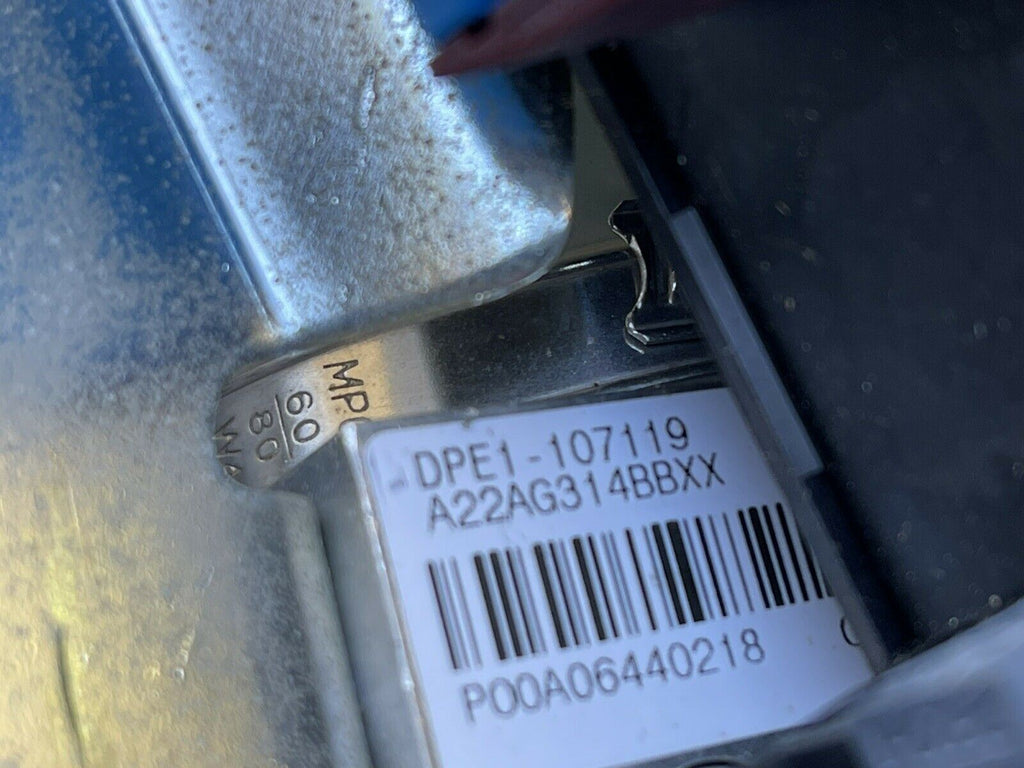 MP
60
80
DPE1-107119
A22AG314BBXX
P00A06440218